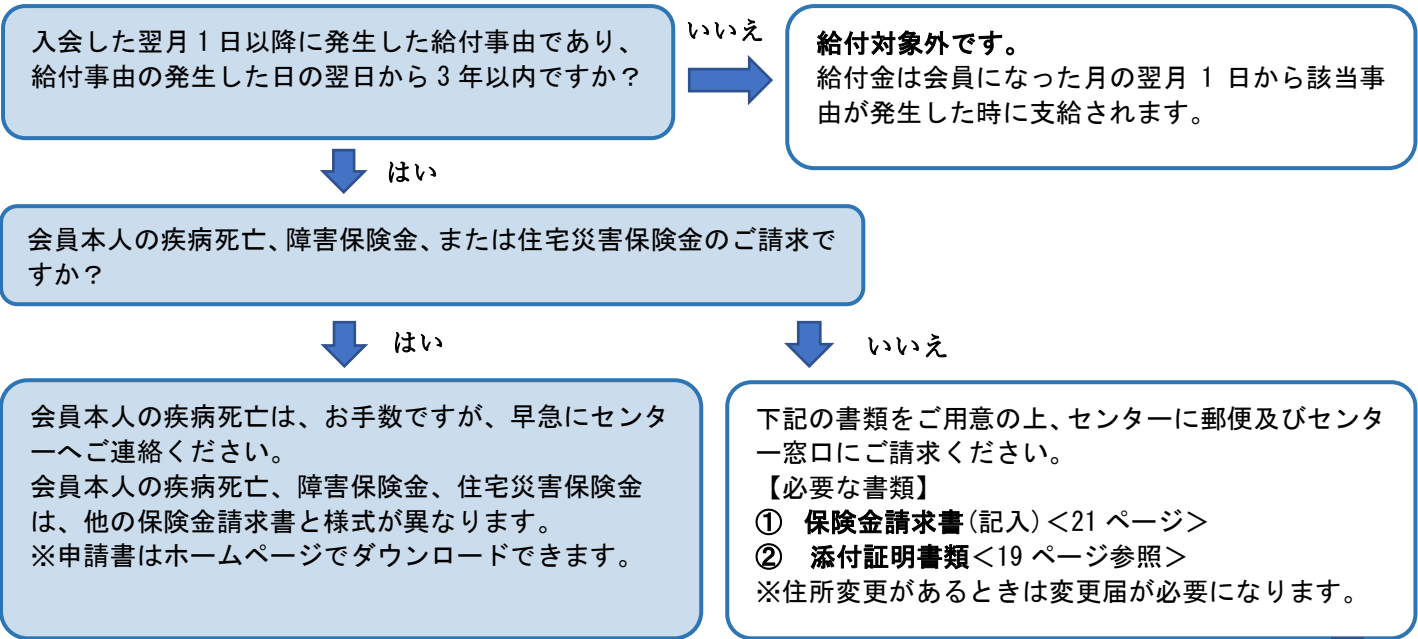 入会した翌月1日以降に発生した給付事由であり、
給付事由の発生した日の翌日から3年以内ですか？
いいえ
給付対象外です。
給付金は会員になった月の翌月 1 日から該当事
由が発生した時に支給されます。
はい
会員本人の疾病死亡、障害保険金、または住宅災害保険金のご請求で
すか？
はい
いいえ
会員本人の疾病死亡は、お手数ですが、早急にセンタ
ーへご連絡ください。
会員本人の疾病死亡、障害保険金、住宅災害保険金
は、他の保険金請求書と様式が異なります。
※申請書はホームページでダウンロードできます。
下記の書類をご用意の上、センターに郵便及びセンタ
ー窓口にご請求ください。
【必要な書類】
① 保険金請求書(記入)＜21 ページ＞
② 添付証明書類＜19 ページ参照＞
※住所変更があるときは変更届が必要になります。